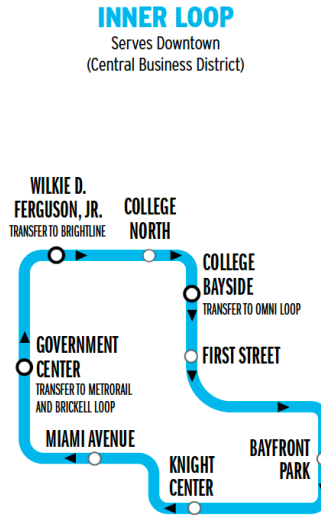 INNER LOOP
Serves Downtown
(Central Business District)
WILKIE D.
FERGUSON, JR.
TRANSFER TO BRIGHTLINE
COLLEGE
NORTH
COLLEGE
BAYSIDE
TRANSFER TO OMNI LOOP
FIRST STREET
GOVERNMENT
CENTER
TRANSFER TO METRORAIL
AND BRICKELL LOOP
MIAMI AVENUE
KNIGHT
CENTER
BAYFRONT
PARK